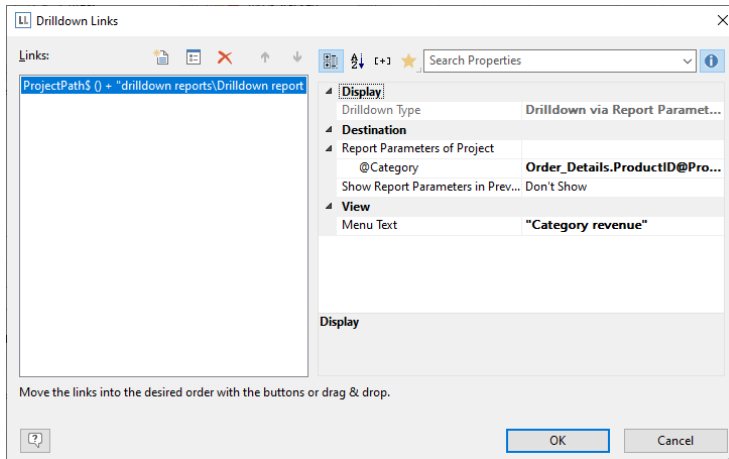 LL Drilldown Links
Links:
Search Properties
ProjectPath$ () + "drilldown reports\Drilldown report
Display
Drilldown Type Drilldown via Report Paramet...
Destination
Report Parameters of Project
@Category Order_Details.ProductID@Pro...
Show Report Parameters in Prev... Don't Show
View
Menu Text "Category revenue"
Display
Move the links into the desired order with the buttons or drag & drop.
OK Cancel